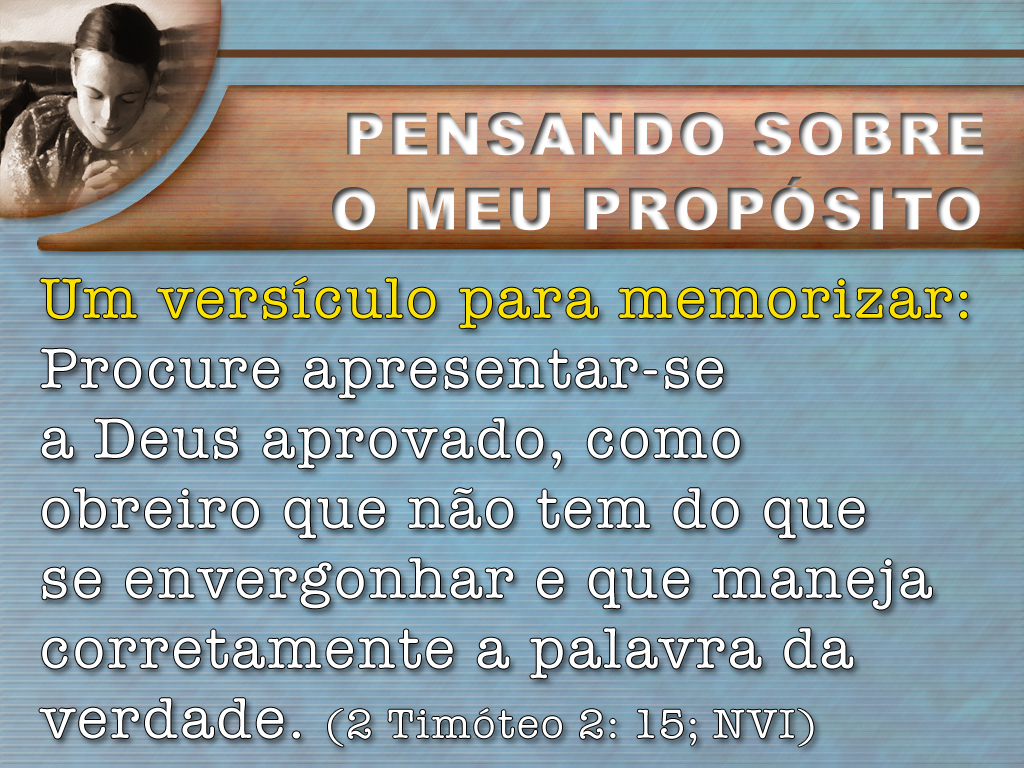 PENSANDO SOBRE
O MEU PROPÓSITO
Um versículo para memorizar:
Procure apresentar-se
a Deus aprovado, como
obreiro que não tem do que
se envergonhar e que maneja
corretamente a palavra da
verdade. (2 Timóteo 2: 15; NVI)